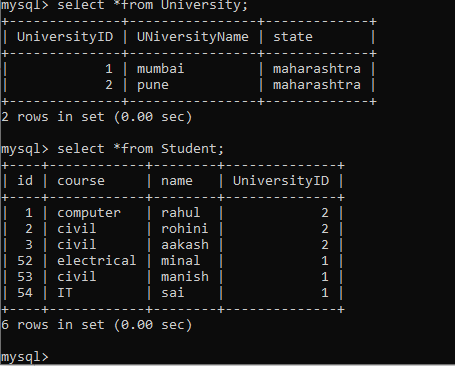 mysql> select *from University;
+--------------+----------------+-------------+
| UniversityID | UNiversityName | state       |
+--------------+----------------+-------------+
|            1 | mumbai         | maharashtra |
|            2 | pune           | maharashtra |
+--------------+----------------+-------------+
2 rows in set (0.00 sec)
mysql> select *from Student;
+----+------------+--------+--------------+
| id | course     | name   | UniversityID |
+----+------------+--------+--------------+
|  1 | computer   | rahul  |            2 |
|  2 | civil      | rohini |            2 |
|  3 | civil      | aakash |            2 |
| 52 | electrical | minal  |            1 |
| 53 | civil      | manish |            1 |
| 54 | IT         | sai    |            1 |
+----+------------+--------+--------------+
6 rows in set (0.00 sec)
mysql>